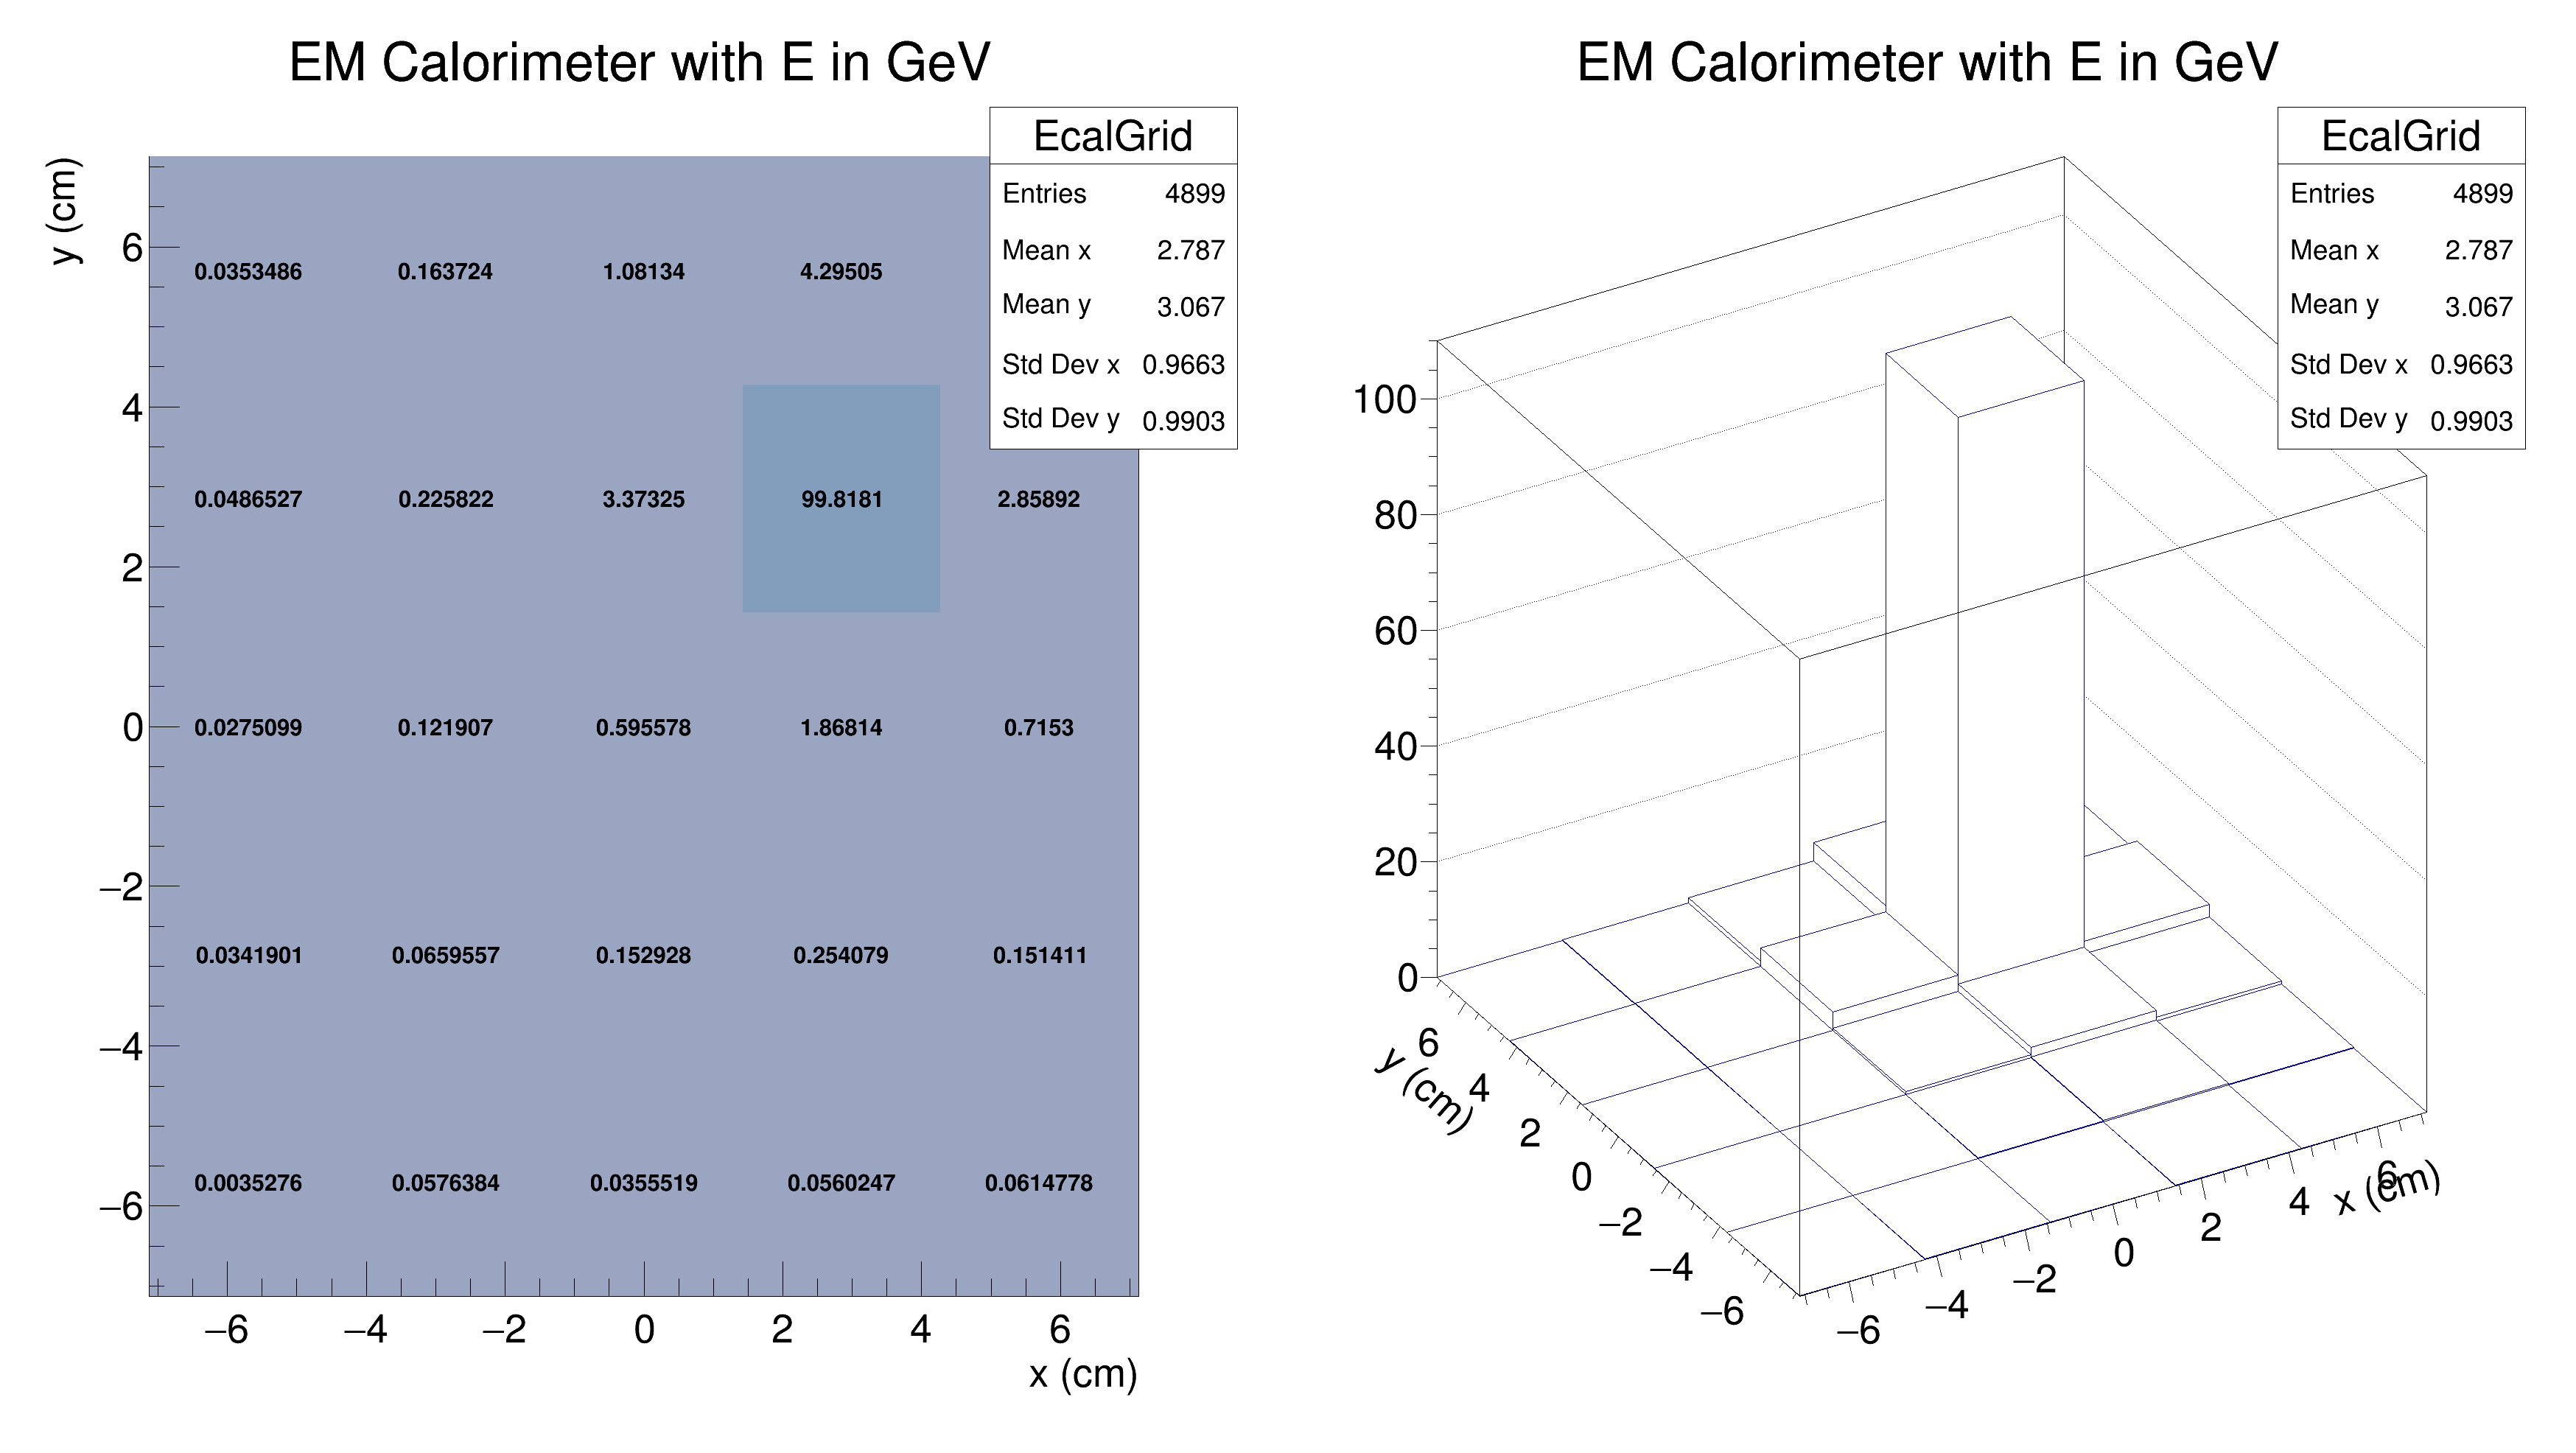 EM Calorimeter with E in GeV
EcalGrid
Entries 4899
Mean x 2.787
Mean y 3.067
Std Dev x 0.9663
Std Dev y 0.9903
y (cm)
6
0.0353486 0.163724 1.08134 4.29505
4
0.0486527 0.225822 3.37325 99.8181 2.85892
2
0 0.0275099 0.121907 0.595578 1.86814 0.7153
−2
0.0341901 0.0659557 0.152928 0.254079 0.151411
−4
0.0035276 0.0576384 0.0355519 0.0560247 0.0614778
−6
−6 −4 −2 0 2 4 6
x (cm)
EM Calorimeter with E in GeV
EcalGrid
Entries 4899
Mean x 2.787
Mean y 3.067
Std Dev x 0.9663
Std Dev y 0.9903
100
80
60
40
20
0
6
4
2
0
−2
−4
−6
y (cm)
−6 −4 −2 0 2 4 6
x (cm)